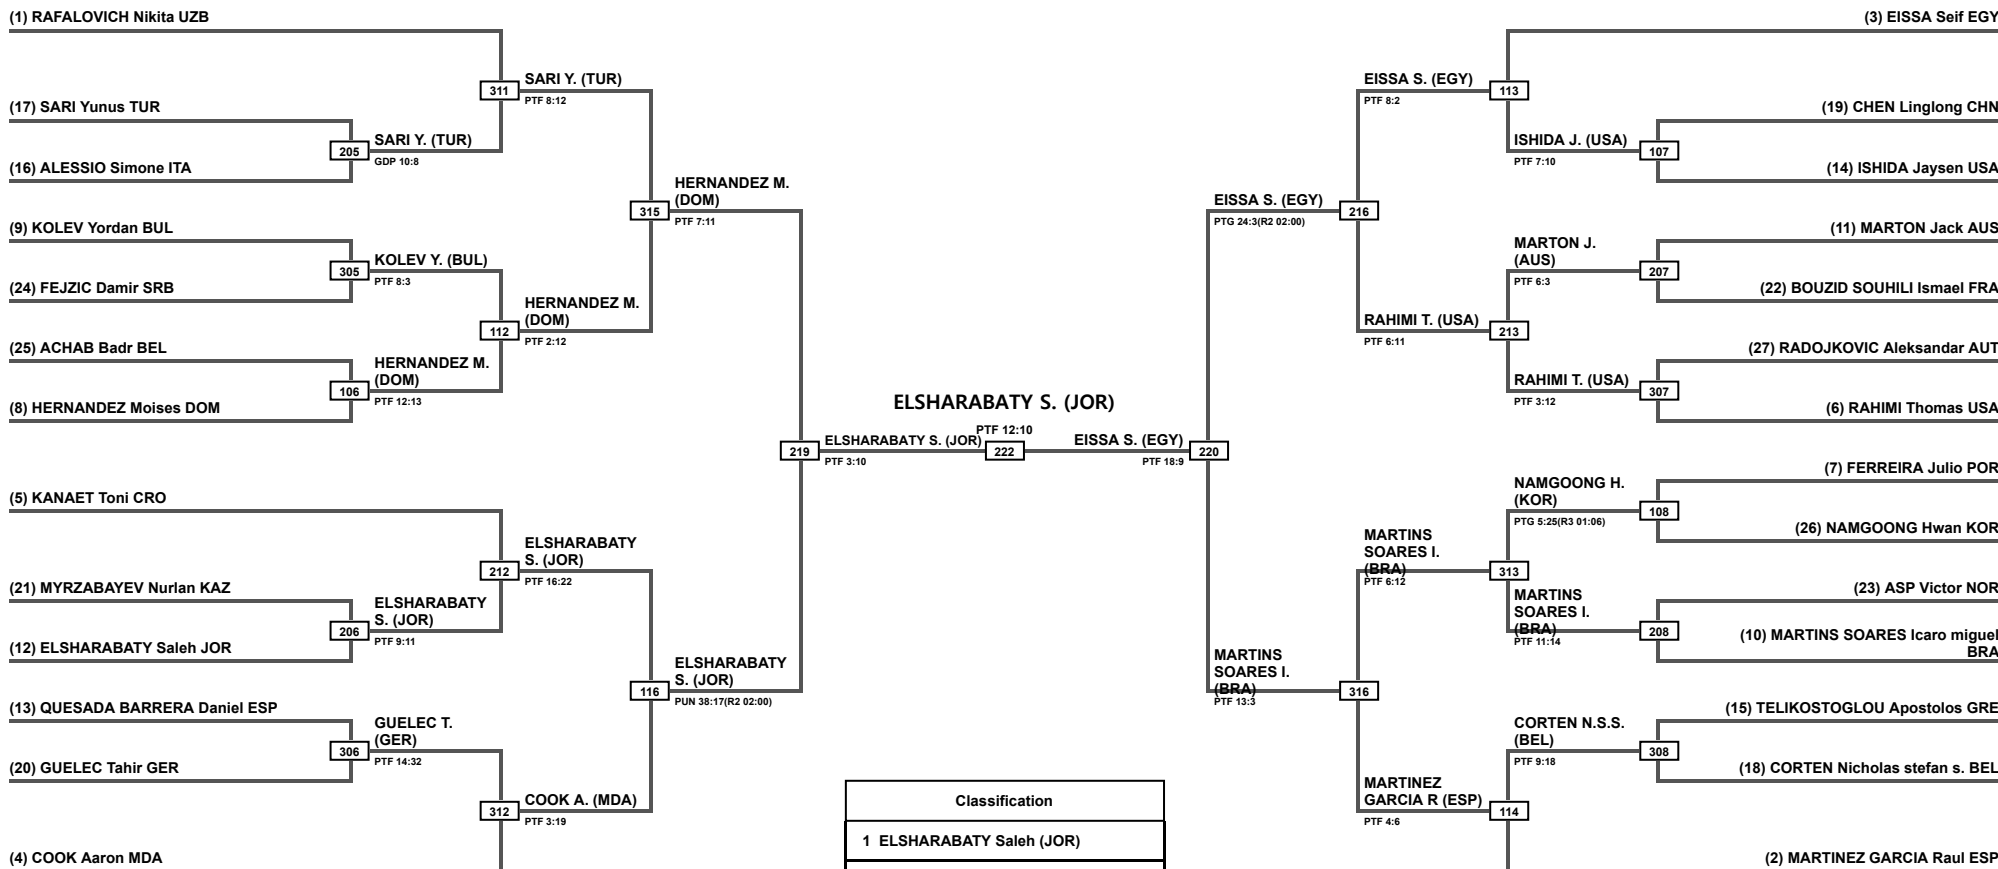 (1) RAFALOVICH Nikita UZB
(17) SARI Yunus TUR
(16) ALESSIO Simone ITA
(9) KOLEV Yordan BUL
(24) FEJZIC Damir SRB
(25) ACHAB Badr BEL
(8) HERNANDEZ Moises DOM
(5) KANAET Toni CRO
(21) MYRZABAYEV Nurlan KAZ
(12) ELSHARABATY Saleh JOR
(13) QUESADA BARRERA Daniel ESP
(20) GUELEC Tahir GER
(4) COOK Aaron MDA
205
SARI Y. (TUR)
GDP 10:8
305
KOLEV Y. (BUL)
PTF 8:3
106
HERNANDEZ M.
(DOM)
PTF 12:13
206
ELSHARABATY
S. (JOR)
PTF 9:11
306
GUELEC T.
(GER)
PTF 14:32
311
SARI Y. (TUR)
PTF 8:12
112
HERNANDEZ M.
(DOM)
PTF 2:12
212
ELSHARABATY
S. (JOR)
PTF 16:22
312
COOK A. (MDA)
PTF 3:19
315
HERNANDEZ M.
(DOM)
PTF 7:11
116
ELSHARABATY
S. (JOR)
PUN 38:17(R2 02:00)
219
ELSHARABATY S. (JOR)
PTF 3:10
ELSHARABATY S. (JOR)
PTF 12:10
222
EISSA S. (EGY)
PTF 18:9
220
EISSA S. (EGY)
PTG 24:3(R2 02:00)
216
MARTINS
SOARES I.
(BRA)
PTF 13:3
316
EISSA S. (EGY)
PTF 8:2
113
RAHIMI T. (USA)
PTF 6:11
213
MARTINS
SOARES I.
(BRA)
PTF 6:12
313
MARTINEZ
GARCIA R (ESP)
PTF 4:6
114
ISHIDA J. (USA)
PTF 7:10
107
MARTON J.
(AUS)
PTF 6:3
207
RAHIMI T. (USA)
PTF 3:12
307
NAMGOONG H.
(KOR)
PTG 5:25(R3 01:06)
108
MARTINS
SOARES I.
(BRA)
PTF 11:14
208
CORTEN N.S.S.
(BEL)
PTF 9:18
308
(3) EISSA Seif EGY
(19) CHEN Linglong CHN
(14) ISHIDA Jaysen USA
(11) MARTON Jack AUS
(22) BOUZID SOUHILI Ismael FRA
(27) RADOJKOVIC Aleksandar AUT
(6) RAHIMI Thomas USA
(7) FERREIRA Julio POR
(26) NAMGOONG Hwan KOR
(23) ASP Victor NOR
(10) MARTINS SOARES Icaro miguel
BRA
(15) TELIKOSTOGLOU Apostolos GRE
(18) CORTEN Nicholas stefan s. BEL
(2) MARTINEZ GARCIA Raul ESP
Classification
1 ELSHARABATY Saleh (JOR)